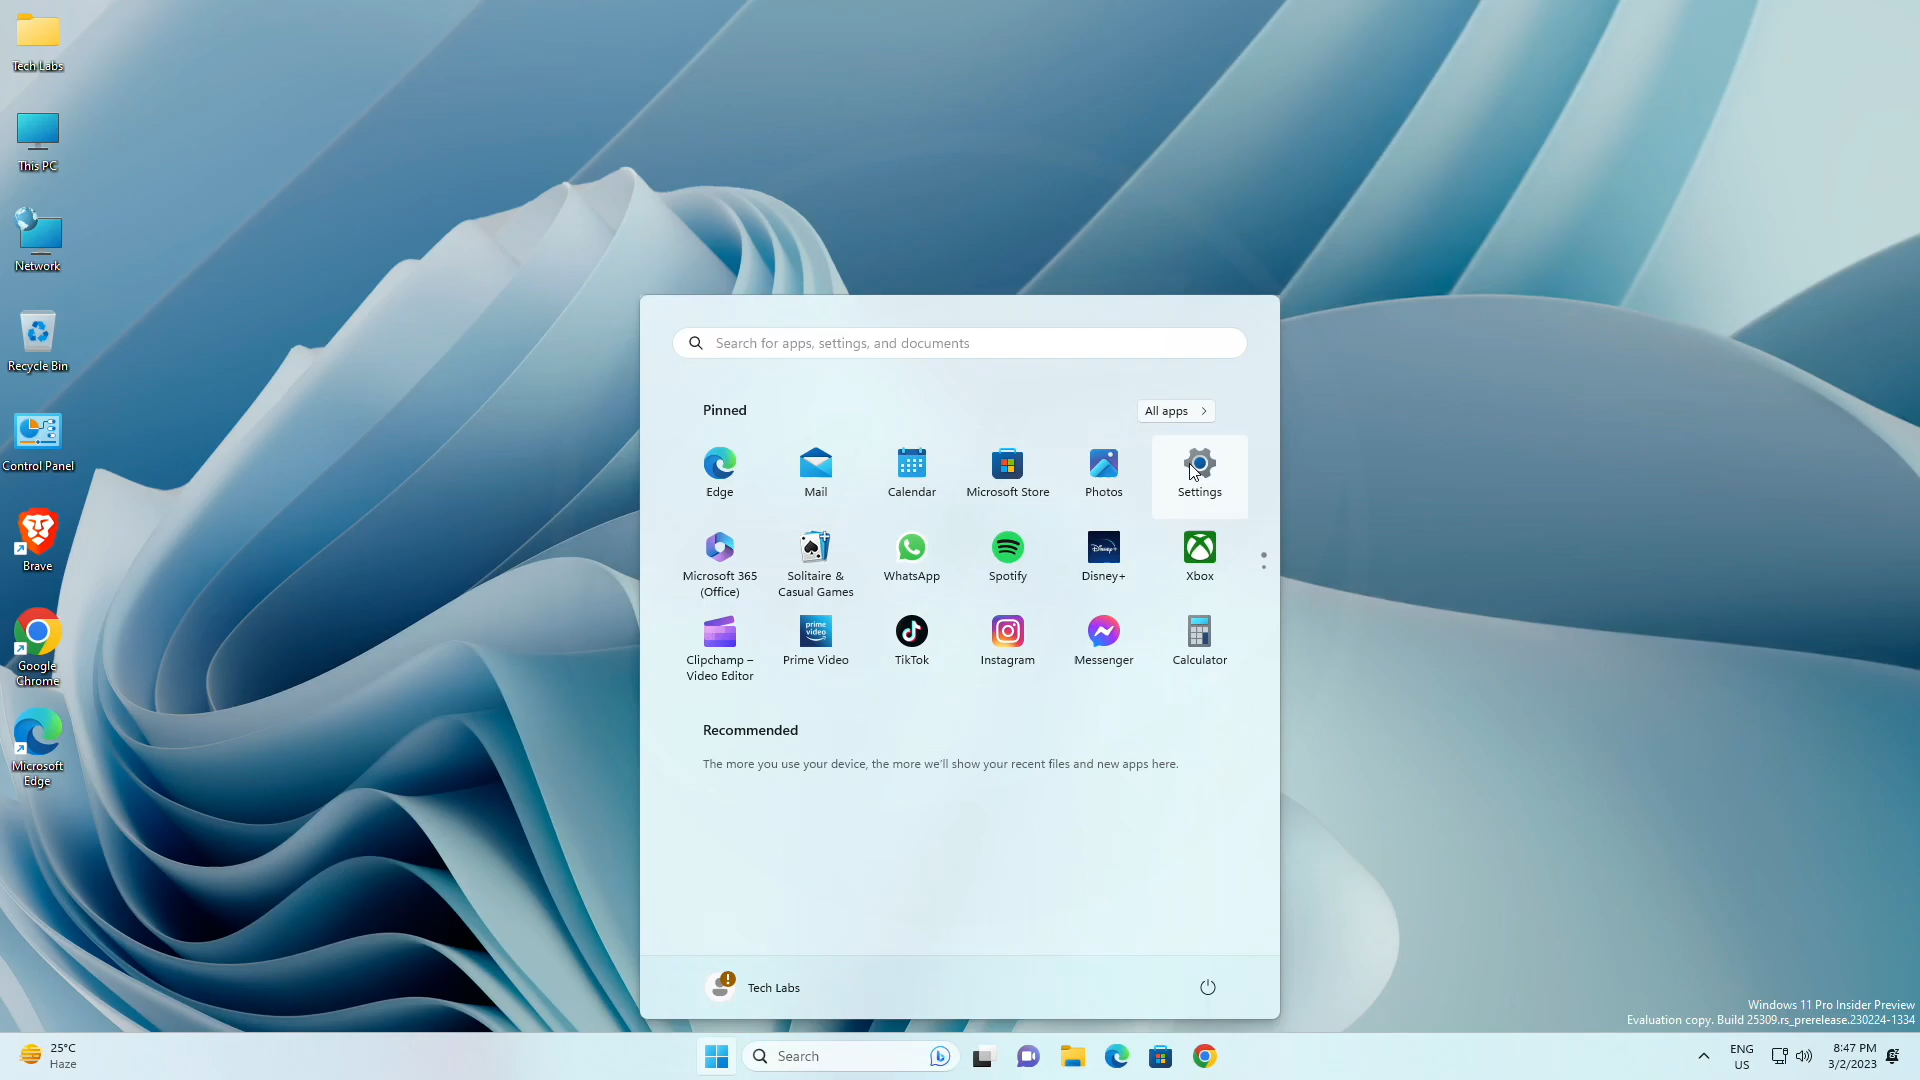 Tech Labs
This PC
Network
Recycle Bin
Control Panel
Brave
Google
Chrome
Microsoft
Edge
Search for apps, settings, and documents
Pinned
All apps
Edge
Mail
Calendar
Microsoft Store
Photos
Settings
Microsoft 365
(Office)
Solitaire &
Casual Games
WhatsApp
Spotify
Disney+
Xbox
Clipchamp –
Video Editor
prime
video
Prime Video
TikTok
Instagram
Messenger
Calculator
Recommended
The more you use your device, the more we'll show your recent files and new apps here.
Tech Labs
Windows 11 Pro Insider Preview
Evaluation copy. Build 25309.rs_prerelease.230224-1334
25°C
Haze
Search
ENG
US
8:47 PM
3/2/2023